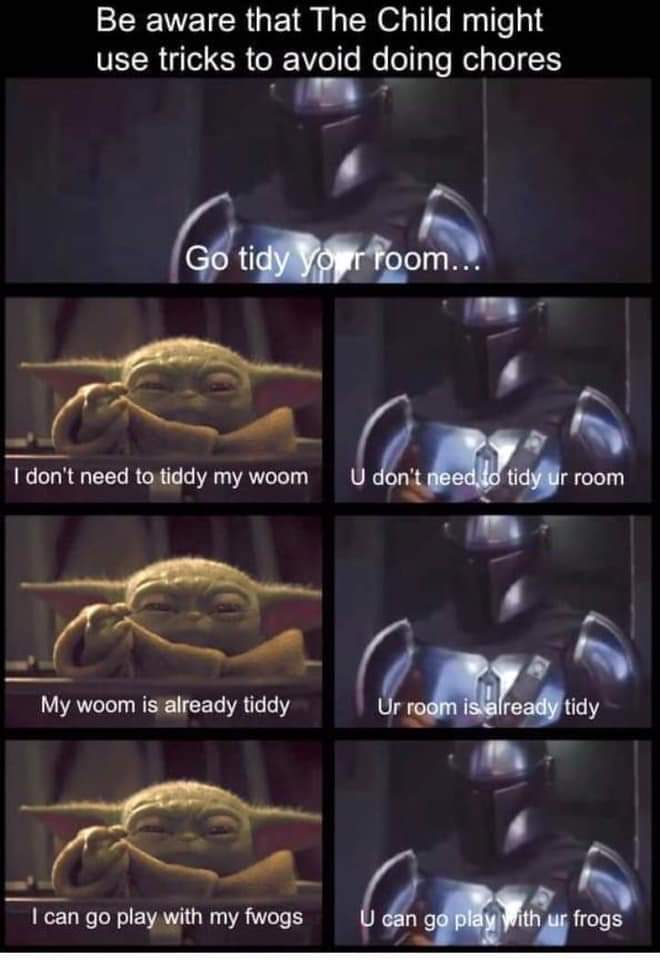 Be aware that The Child might
use tricks to avoid doing chores
Go tidy your room...
I don't need to tiddy my woom
U don't need to tidy ur room
My woom is already tiddy
Ur room is already tidy
I can go play with my fwogs
U can go play with ur frogs